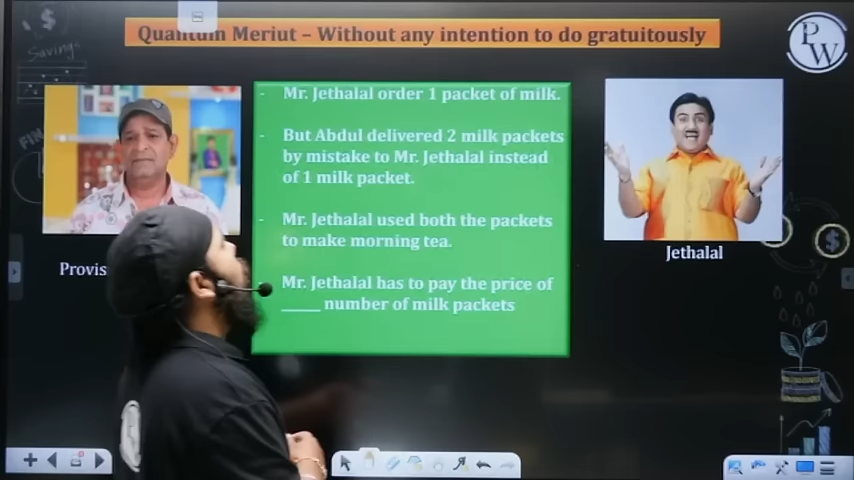 Quantum Meriut – Without any intention to do gratuitously
PW
Savings
- Mr. Jethalal order 1 packet of milk.
- But Abdul delivered 2 milk packets
by mistake to Mr. Jethalal instead
of 1 milk packet.
- Mr. Jethalal used both the packets
to make morning tea.
- Mr. Jethalal has to pay the price of
_____ number of milk packets
Jethalal